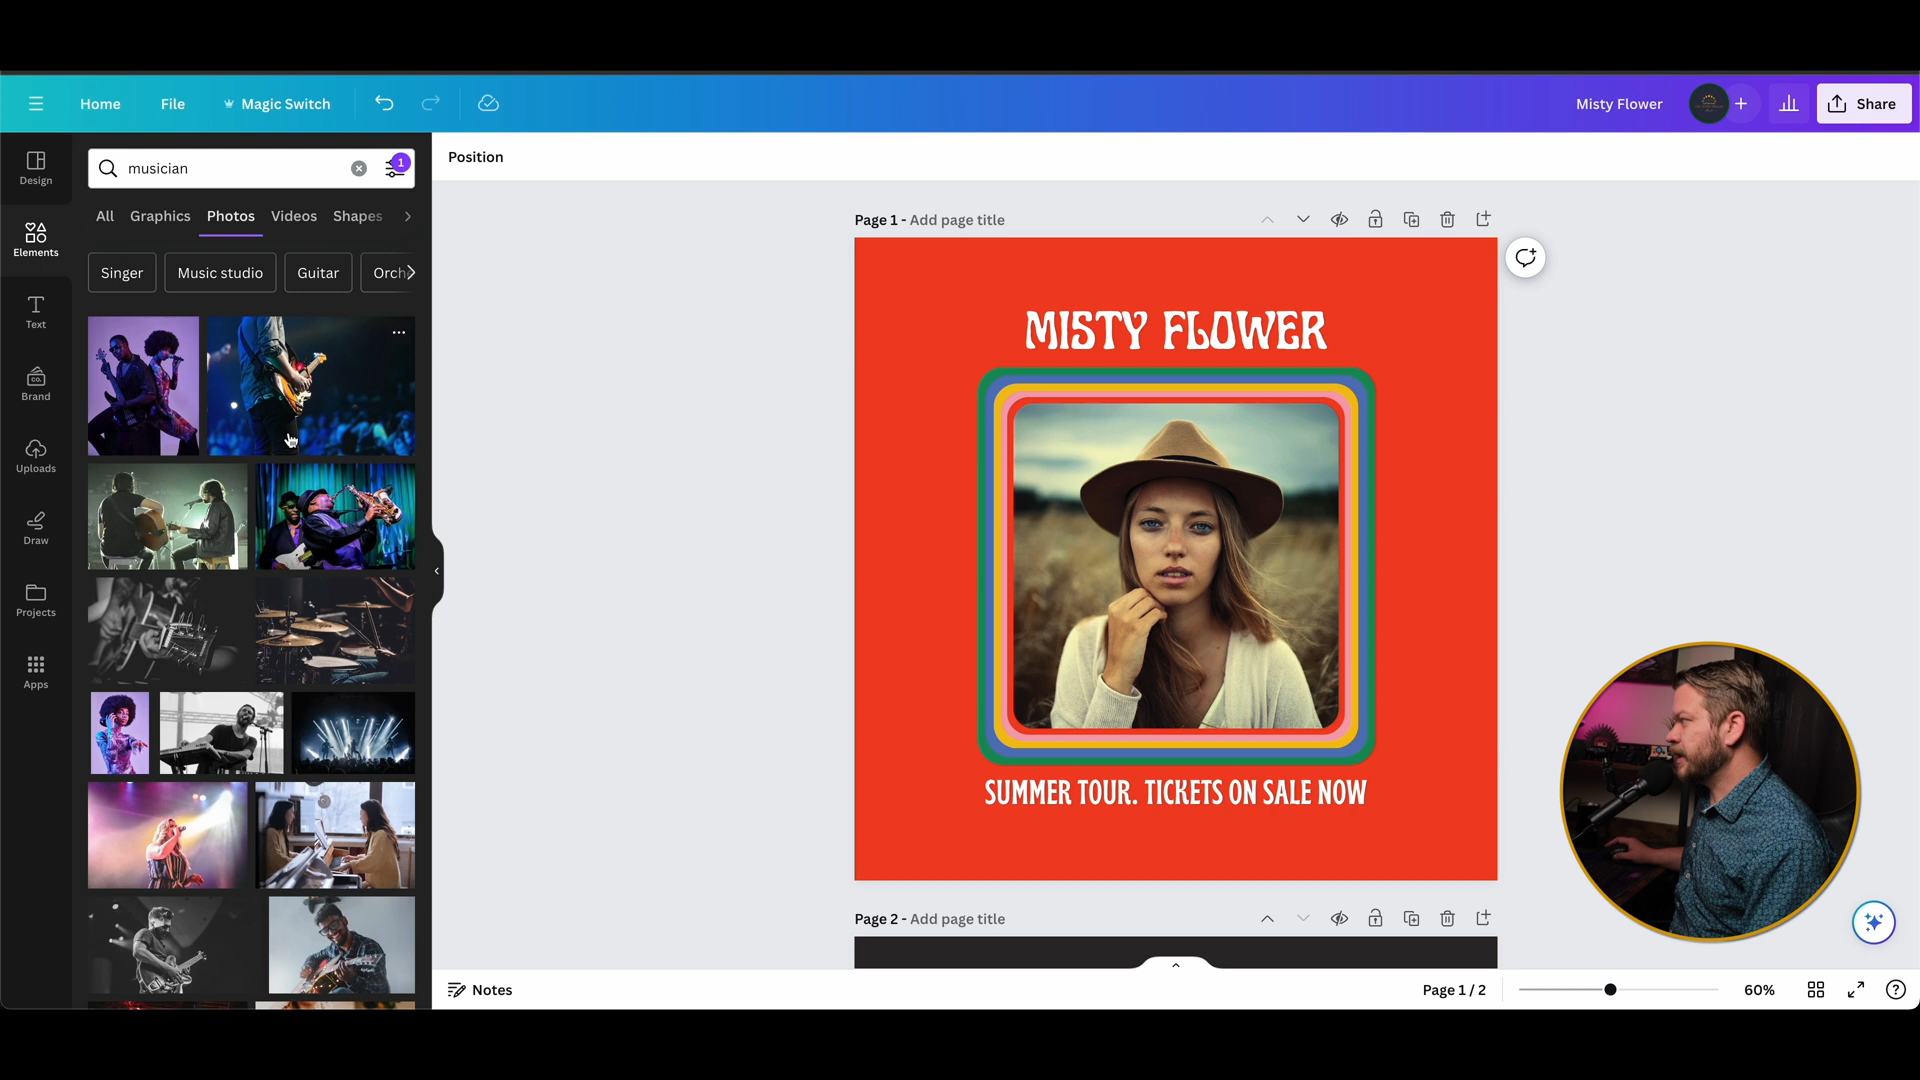 Home File Magic Switch Misty Flower Share
Design
Elements
Text
Brand
CO.
Uploads
Draw
Projects
Apps
musician
1
All Graphics Photos Videos Shapes
Singer Music studio Guitar Orch
Position
Page 1 - Add page title
MISTY FLOWER
SUMMER TOUR. TICKETS ON SALE NOW
Page 2 - Add page title
Notes
Page 1 / 2
60%